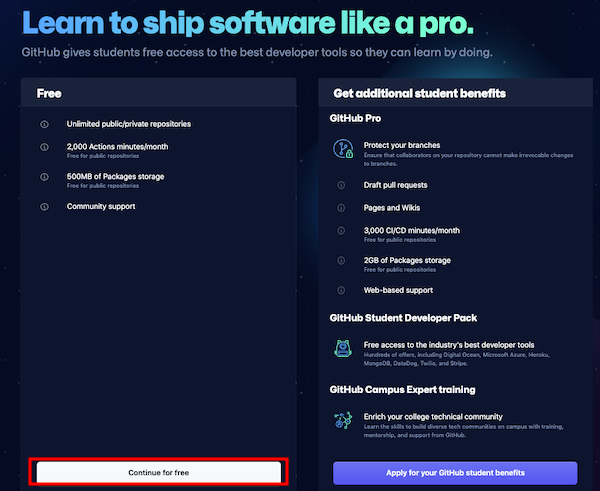 Learn to ship software like a pro.
GitHub gives students free access to the best developer tools so they can learn by doing.
Free
Unlimited public/private repositories
2,000 Actions minutes/month
Free for public repositories
500MB of Packages storage
Free for public repositories
Community support
Continue for free
Get additional student benefits
GitHub Pro
Protect your branches
Ensure that collaborators on your repository cannot make irrevocable changes
to branches.
Draft pull requests
Pages and Wikis
3,000 CI/CD minutes/month
Free for public repositories
2GB of Packages storage
Free for public repositories
Web-based support
GitHub Student Developer Pack
Free access to the industry's best developer tools
Hundreds of offers, including Digital Ocean, Microsoft Azure, Heroku,
MongoDB, DataDog, Twilio, and Stripe.
GitHub Campus Expert training
Enrich your college technical community
Learn the skills to build diverse tech communities on campus with training,
mentorship, and support from GitHub.
Apply for your GitHub student benefits